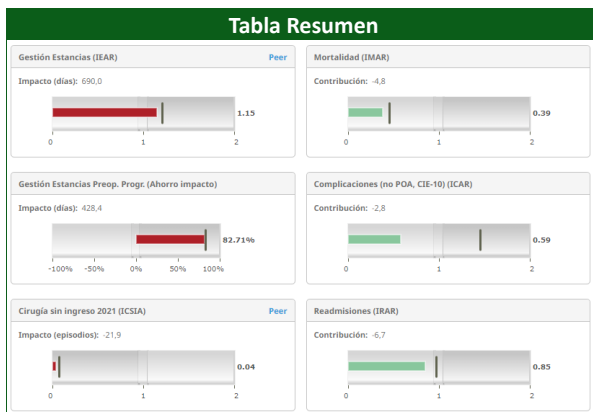 Tabla Resumen
Gestión Estancias (IEAR) Peer
Impacto (días): 690,0
1.15
0 1 2
Mortalidad (IMAR)
Contribución: -4,8
0.39
0 1 2
Gestión Estancias Preop. Progr. (Ahorro impacto)
Impacto (días): 428,4
82.71%
-100% -50% 0% 50% 100%
Complicaciones (no POA, CIE-10) (ICAR)
Contribución: -2,8
0.59
0 1 2
Cirugía sin ingreso 2021 (ICSIA) Peer
Impacto (episodios): -21,9
0.04
0 1 2
Readmisiones (IRAR)
Contribución: -6,7
0.85
0 1 2